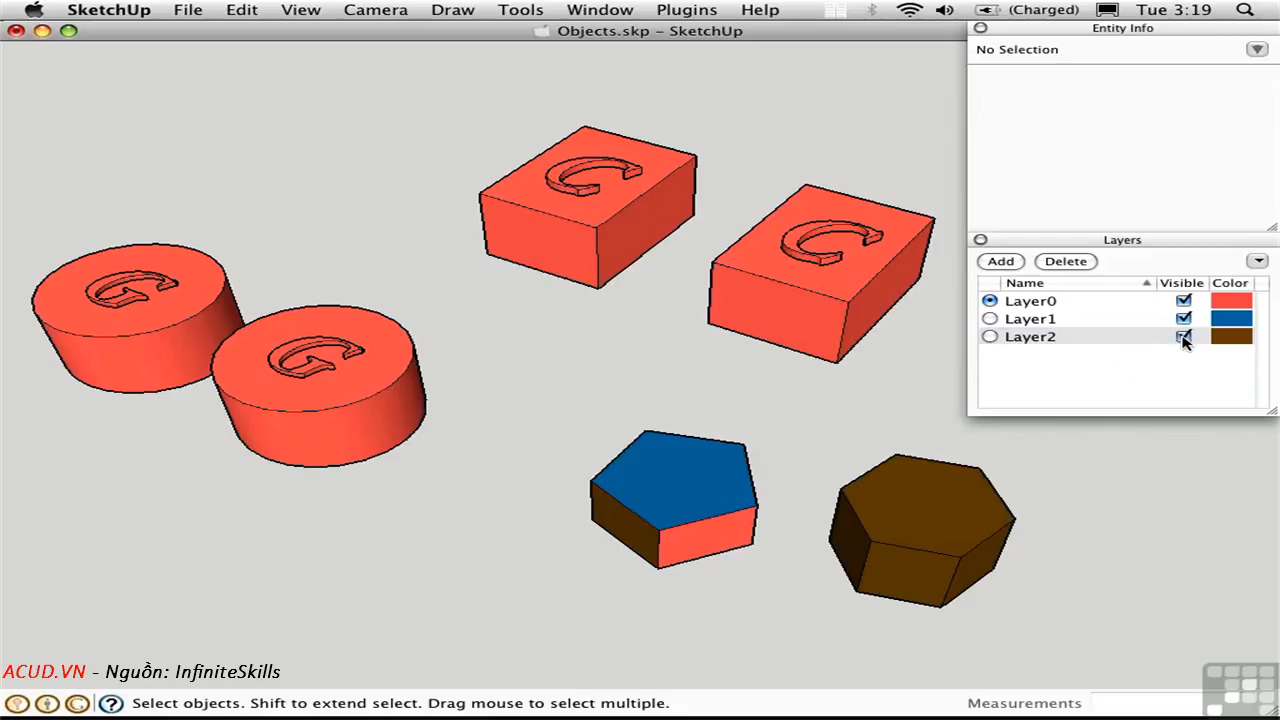 SketchUp File Edit View Camera Draw Tools Window Plugins Help (Charged) Tue 3:19
Objects.skp – SketchUp
Entity Info
No Selection
Layers
Add Delete
Name Visible Color
Layer0
Layer1
Layer2
C
C
G
G
ACUD.VN - Nguồn: InfiniteSkills
Select objects. Shift to extend select. Drag mouse to select multiple.
Measurements